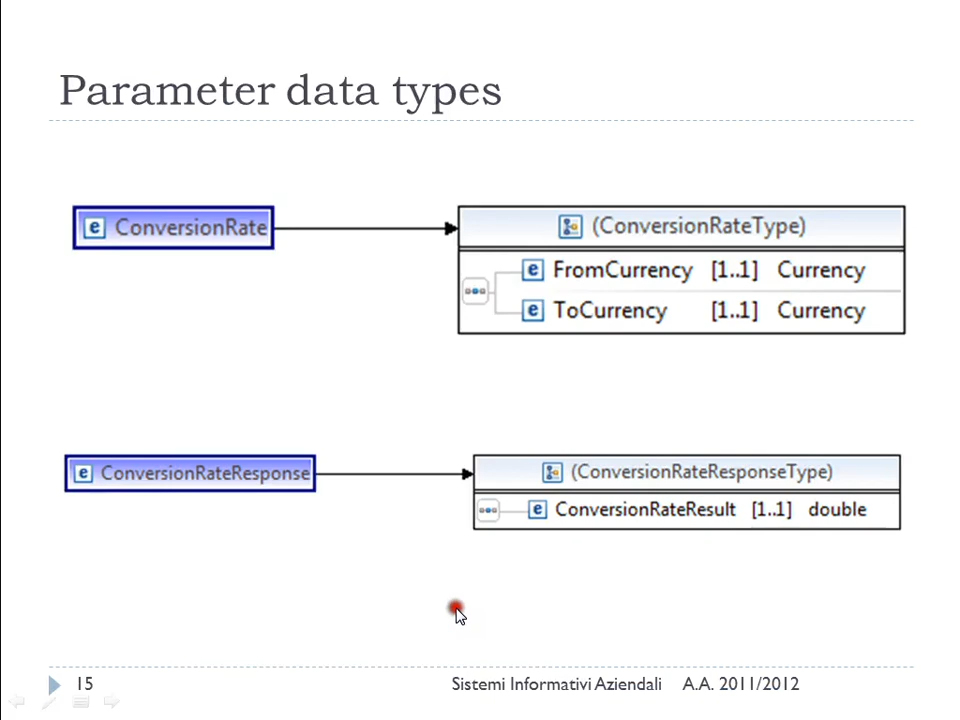 Parameter data types
e ConversionRate
(ConversionRateType)
e FromCurrency [1..1] Currency
e ToCurrency [1..1] Currency
e ConversionRateResponse
(ConversionRateResponseType)
e ConversionRateResult [1..1] double
15 Sistemi Informativi Aziendali A.A. 2011/2012